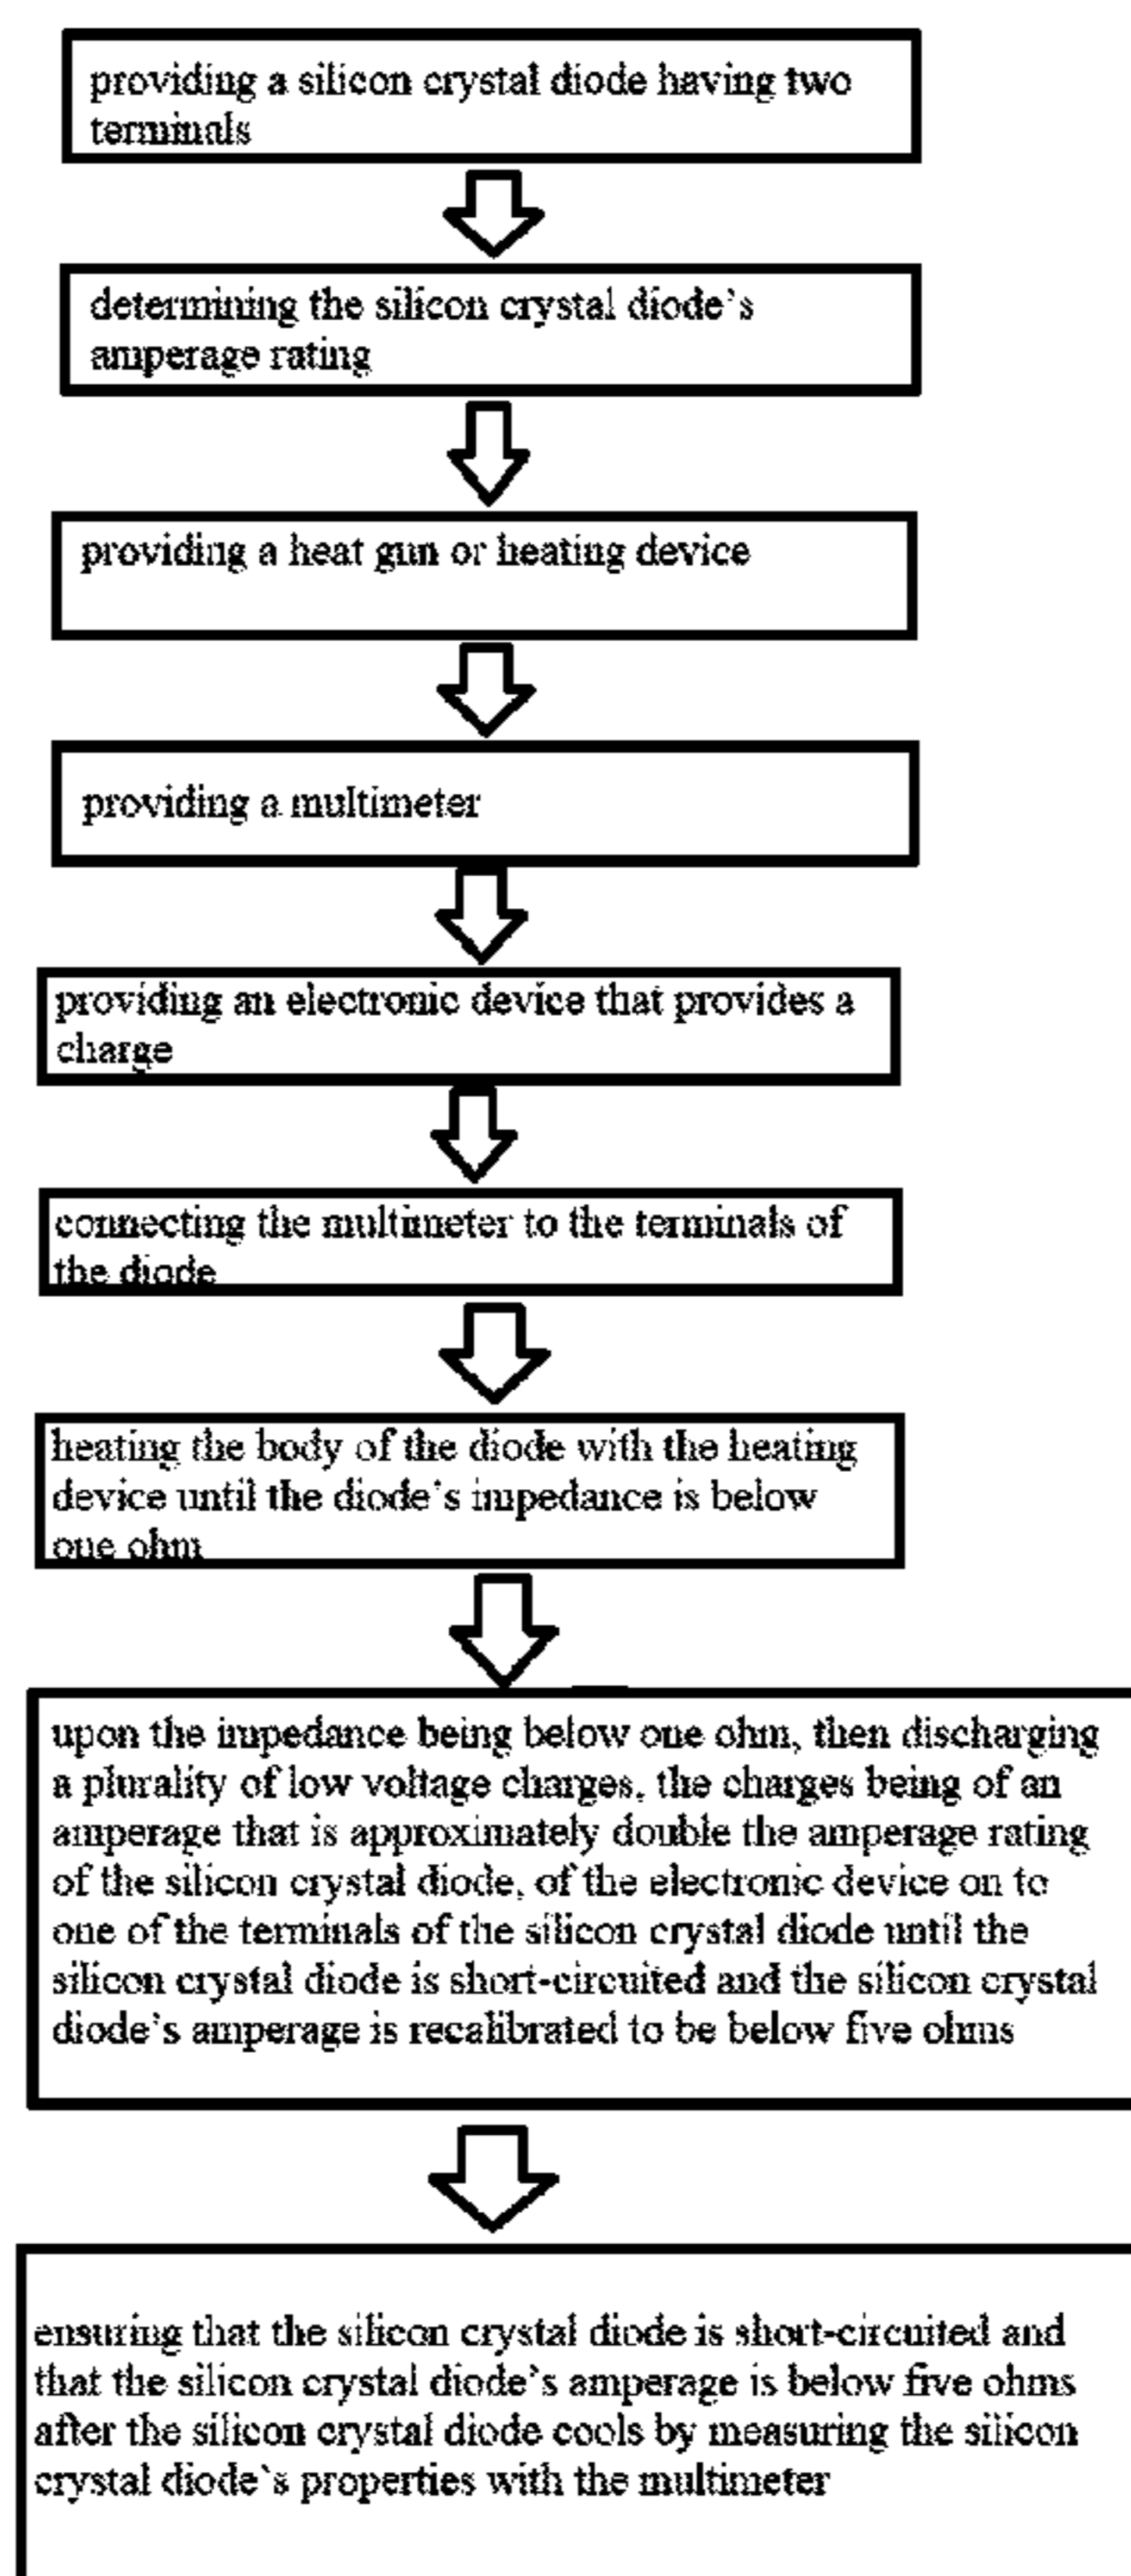 providing a silicon crystal diode having two
terminals
determining the silicon crystal diode's
amperage rating
providing a heat gun or heating device
providing a multimeter
providing an electronic device that provides a
charge
connecting the multimeter to the terminals of
the diode
heating the body of the diode with the heating
device until the diode's impedance is below
one ohm
upon the impedance being below one ohm, then discharging
a plurality of low voltage charges, the charges being of an
amperage that is approximately double the amperage rating
of the silicon crystal diode, of the electronic device on to
one of the terminals of the silicon crystal diode until the
silicon crystal diode is short-circuited and the silicon crystal
diode's amperage is recalibrated to be below five ohms
ensuring that the silicon crystal diode is short-circuited and
that the silicon crystal diode`s amperage is below five ohms
after the silicon crystal diode cools by measuring the silicon
crystal diode`s properties with the multimeter